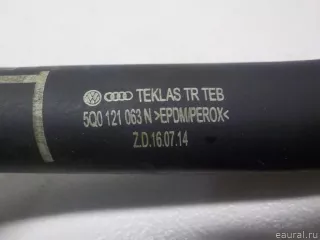 TEKLAS TR TEB
5Q0 121 063 N >EPDM/PEROX<
Z.D.16.07.14
eaural.ru